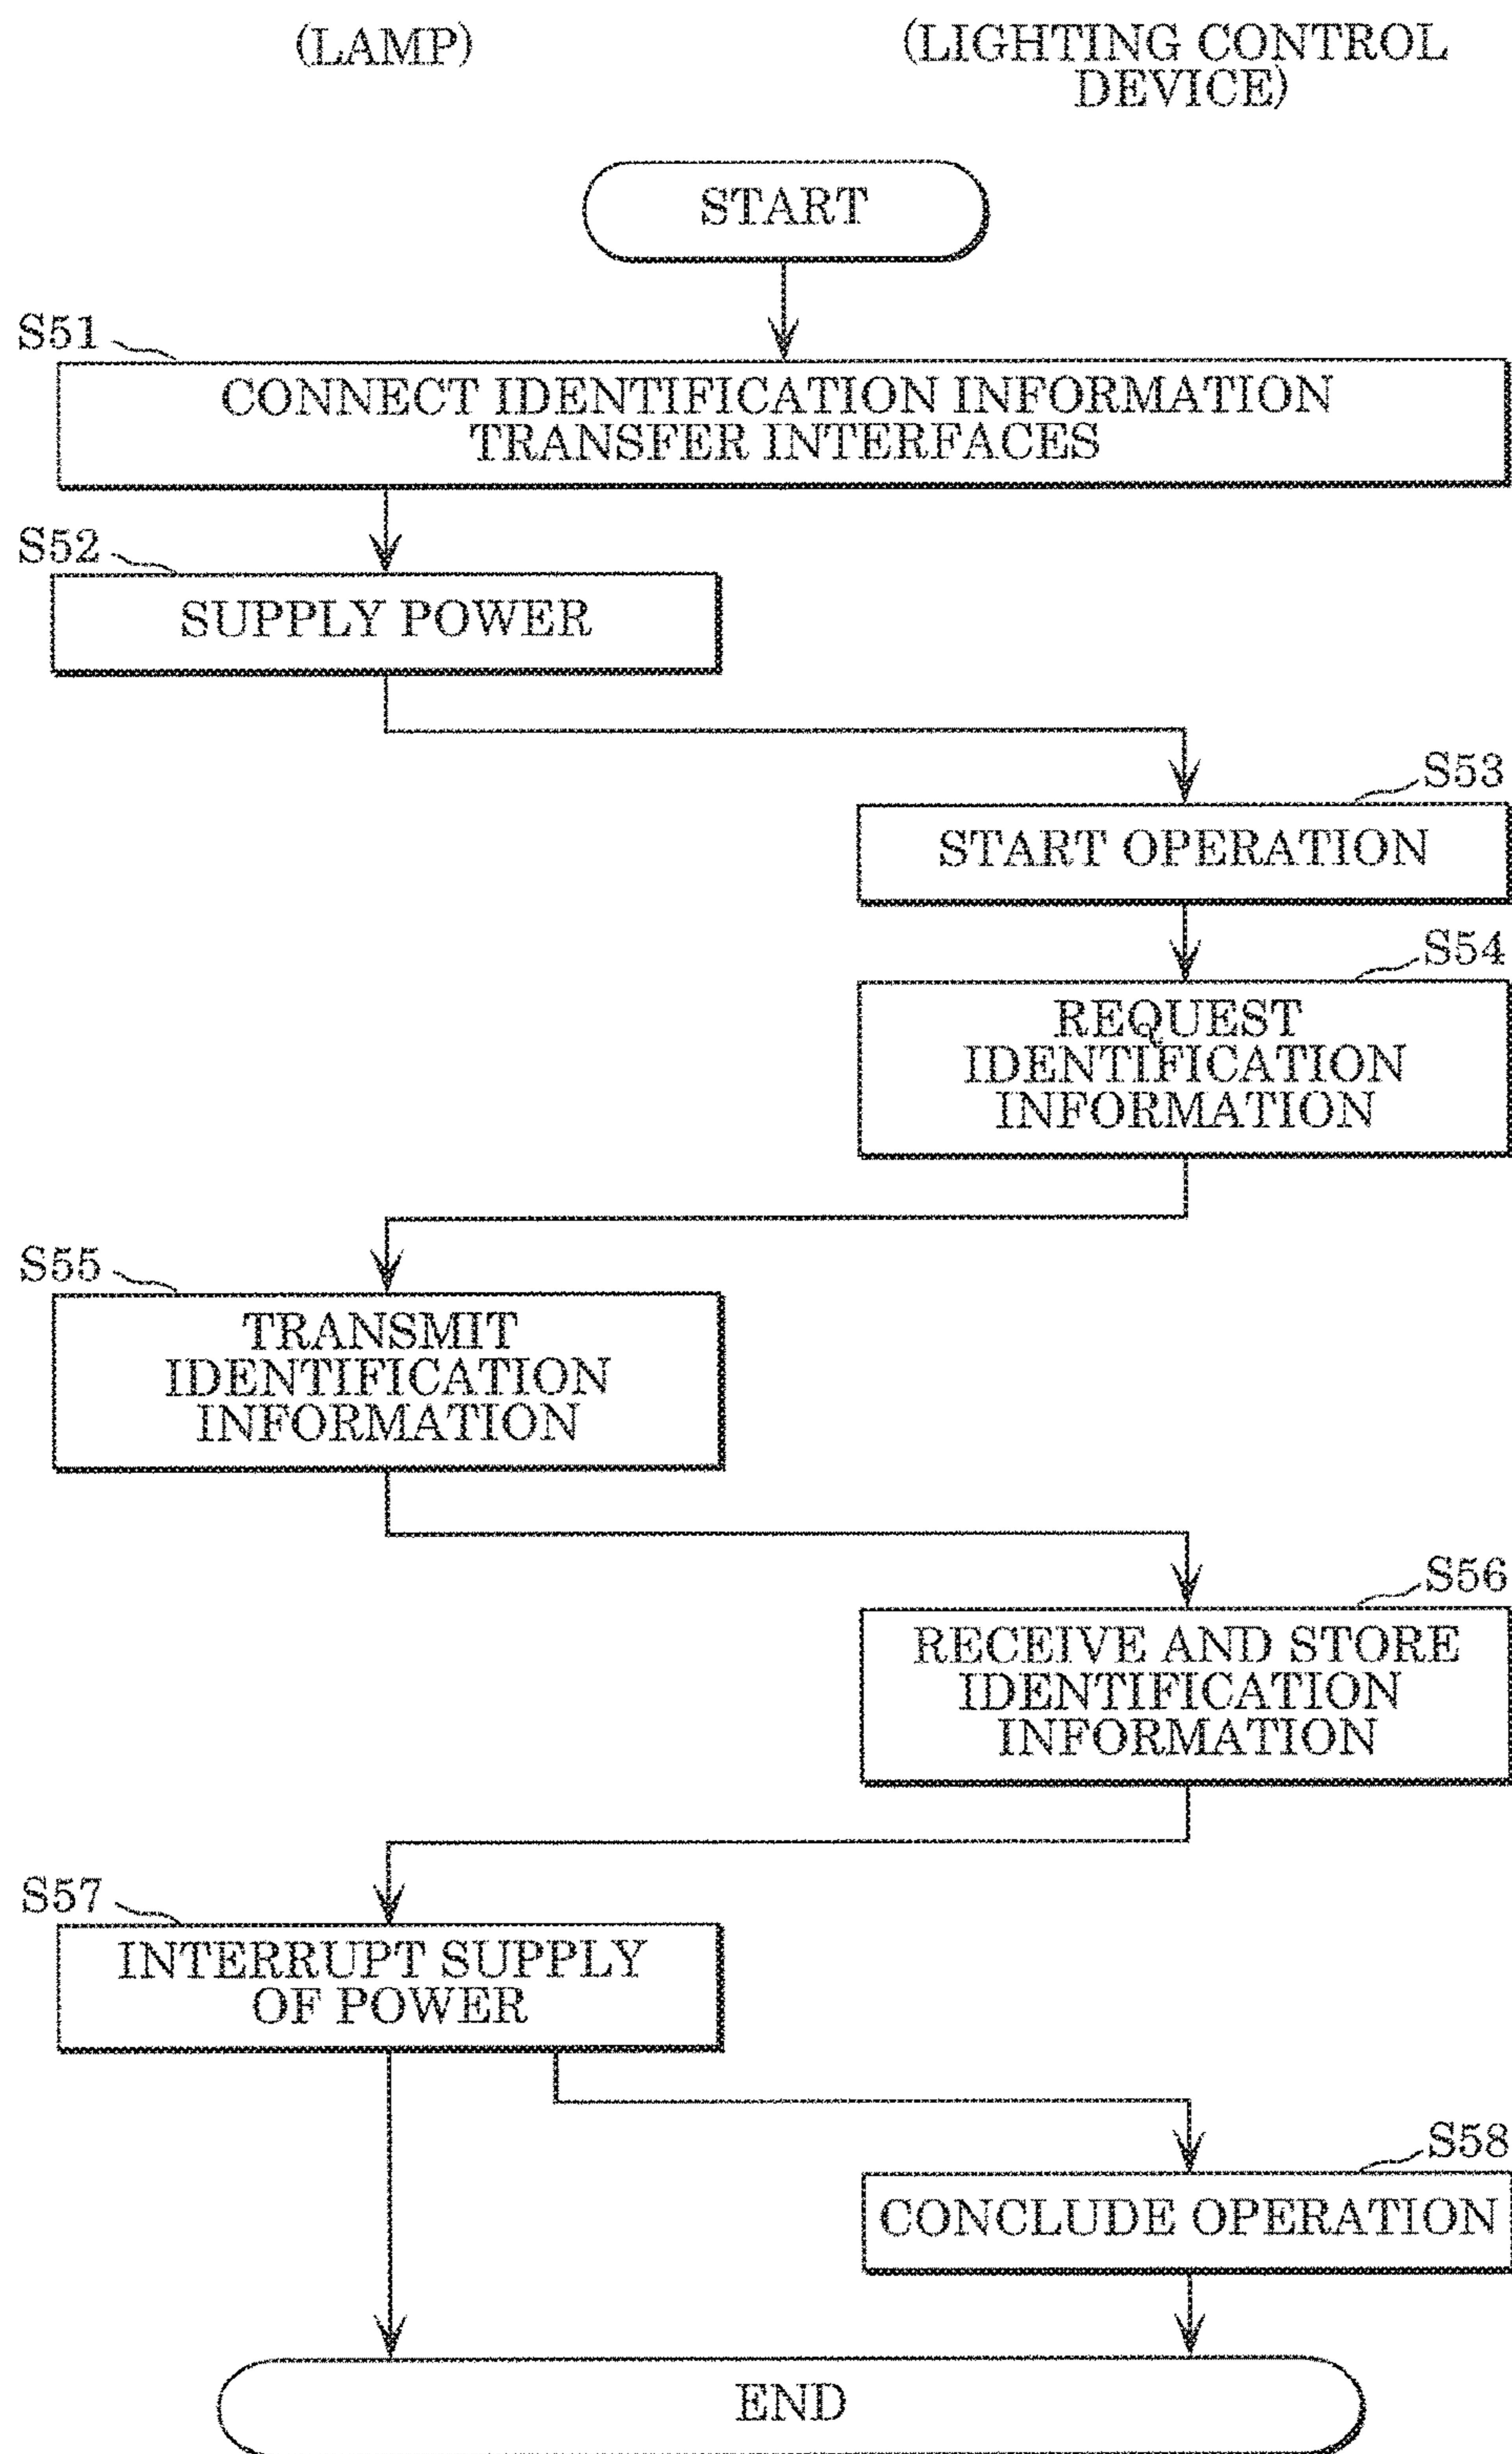 (LAMP)
(LIGHTING CONTROL
DEVICE)
START
S51
CONNECT IDENTIFICATION INFORMATION
TRANSFER INTERFACES
S52
SUPPLY POWER
S53
START OPERATION
S54
REQUEST
IDENTIFICATION
INFORMATION
S55
TRANSMIT
IDENTIFICATION
INFORMATION
S56
RECEIVE AND STORE
IDENTIFICATION
INFORMATION
S57
INTERRUPT SUPPLY
OF POWER
S58
CONCLUDE OPERATION
END